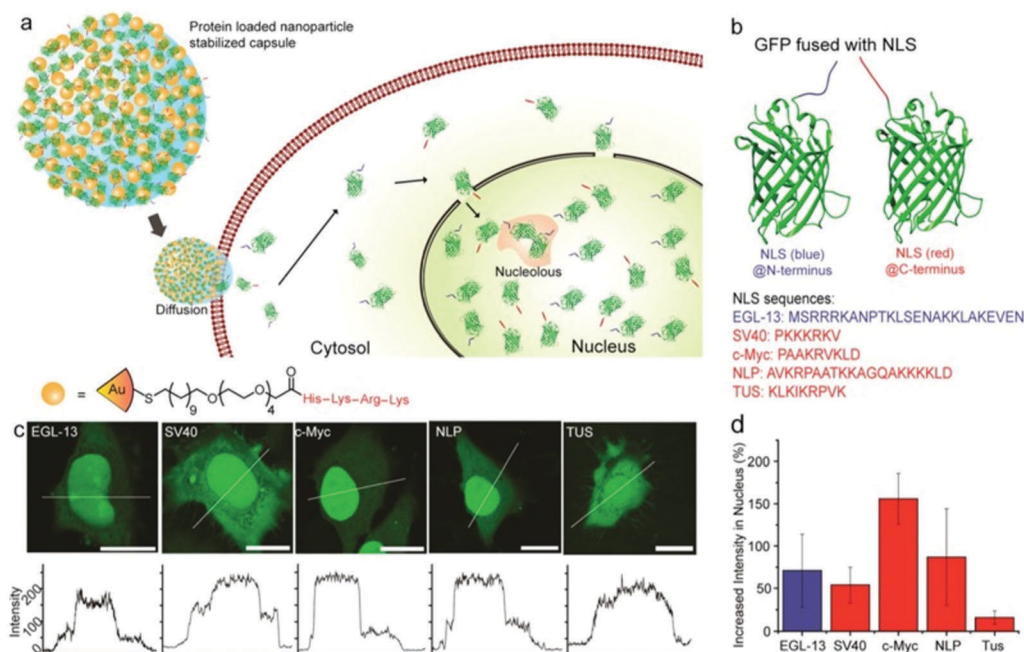 a
Protein loaded nanoparticle
stabilized capsule
Diffusion
Cytosol
Nucleolous
Nucleus
= Au S 9 O O 4 O His–Lys–Arg–Lys
b
GFP fused with NLS
NLS (blue)
@N-terminus
NLS (red)
@C-terminus
NLS sequences:
EGL-13: MSRRRKANPTKLSENAKKLAKEVEN
SV40: PKKKRKV
c-Myc: PAAKRVKLD
NLP: AVKRPAATKKAGQAKKKKLD
TUS: KLKIKRPVK
c
EGL-13
SV40
c-Myc
NLP
TUS
Intensity
0 100 200
d
Increased Intensity in Nucleus (%)
200
150
100
50
0
EGL-13 SV40 c-Myc NLP Tus